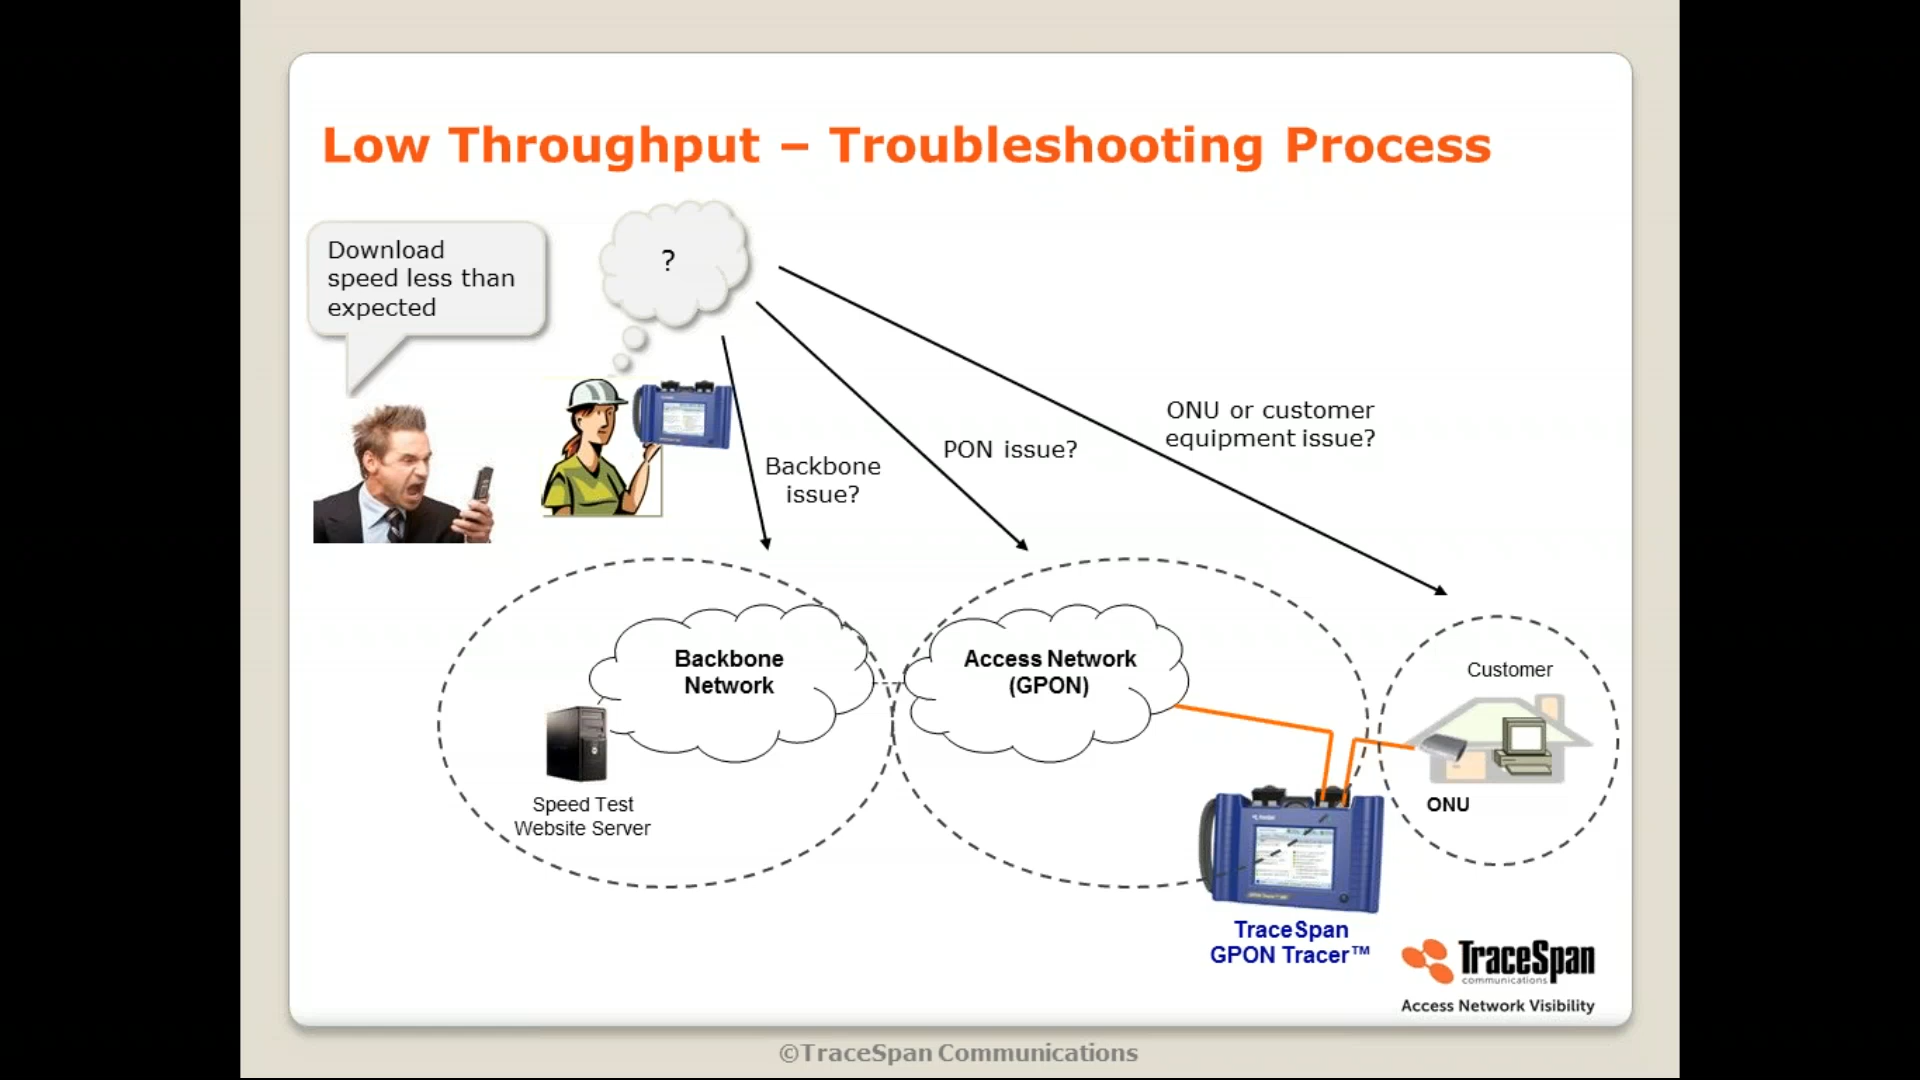 Low Throughput – Troubleshooting Process
Download
speed less than
expected
?
Backbone
issue?
PON issue?
ONU or customer
equipment issue?
Backbone
Network
Access Network
(GPON)
Customer
Speed Test
Website Server
ONU
TraceSpan
GPON Tracer™
TraceSpan
communications
Access Network Visibility
©TraceSpan Communications